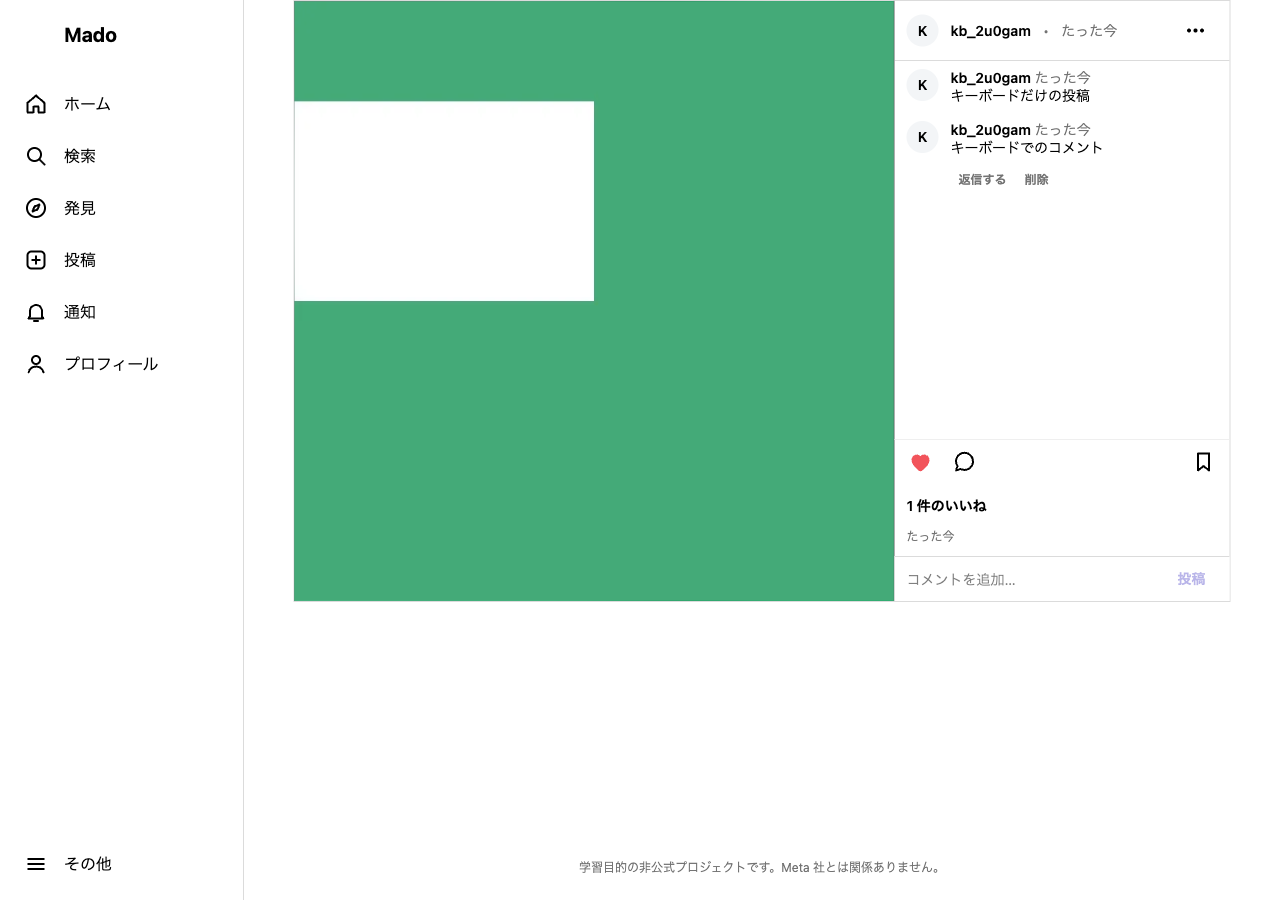 Mado
ホーム
検索
発見
投稿
通知
プロフィール
その他
kb_2u0gam • たった今
K
kb_2u0gam たった今
K
キーボードだけの投稿
kb_2u0gam たった今
K
キーボードでのコメント
返信する 削除
1 件のいいね
たった今
コメントを追加... 投稿
学習目的の非公式プロジェクトです。Meta 社とは関係ありません。